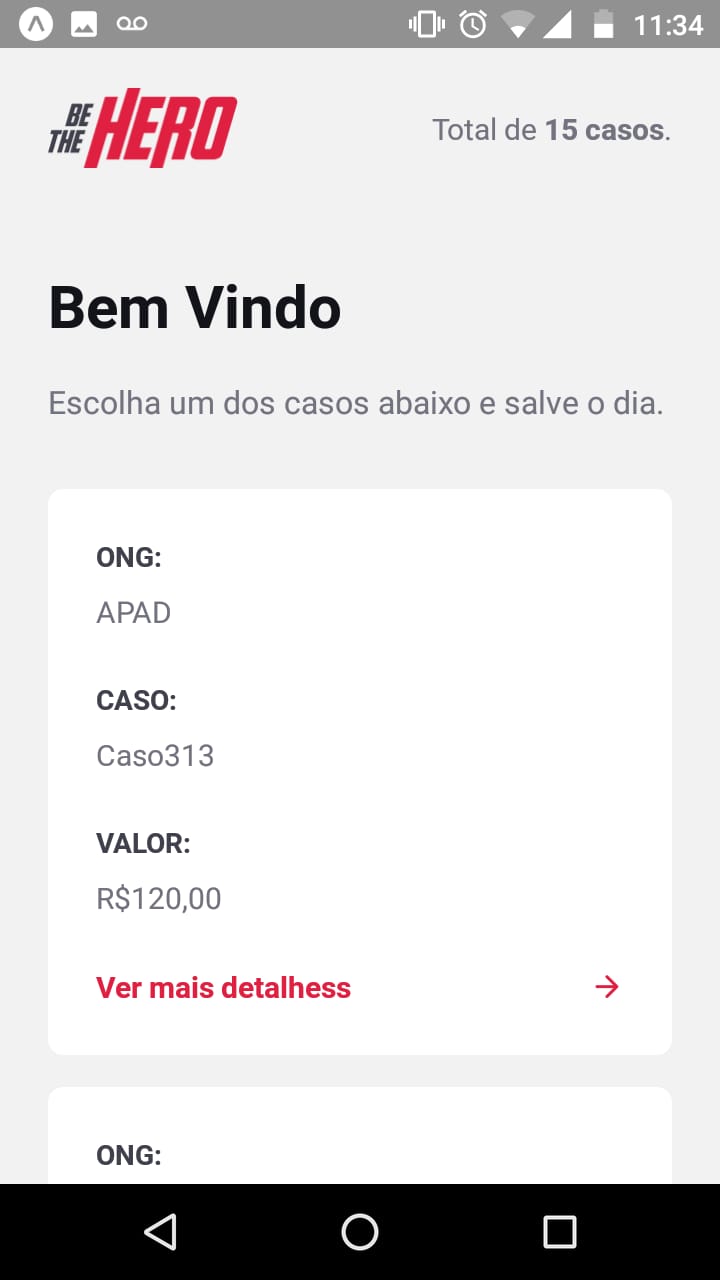 11:34
BE
THE HERO
Total de 15 casos.
Bem Vindo
Escolha um dos casos abaixo e salve o dia.
ONG:
APAD
CASO:
Caso313
VALOR:
R$120,00
Ver mais detalhess
ONG: